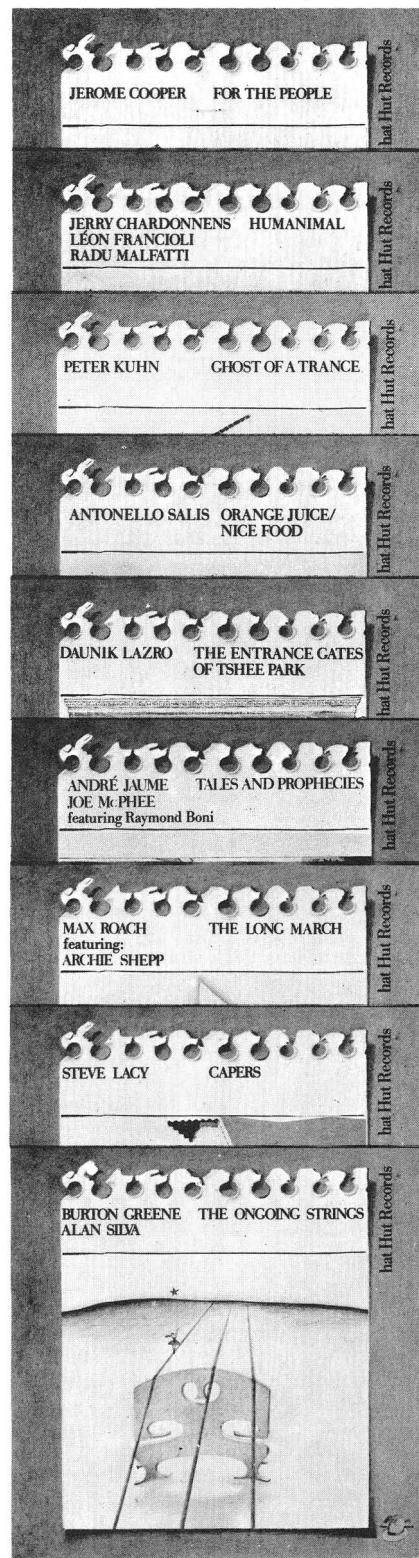 JEROME COOPER FOR THE PEOPLE
hat Hut Records
JERRY CHARDONNENS HUMANIMAL
LÉON FRANCIOLI
RADU MALFATTI
hat Hut Records
PETER KUHN GHOST OF A TRANCE
hat Hut Records
ANTONELLO SALIS ORANGE JUICE/
NICE FOOD
hat Hut Records
DAUNIK LAZRO THE ENTRANCE GATES
OF TSHEE PARK
hat Hut Records
ANDRÉ JAUME TALES AND PROPHECIES
JOE McPHEE
featuring Raymond Boni
hat Hut Records
MAX ROACH THE LONG MARCH
featuring:
ARCHIE SHEPP
hat Hut Records
STEVE LACY CAPERS
hat Hut Records
BURTON GREENE THE ONGOING STRINGS
ALAN SILVA
hat Hut Records